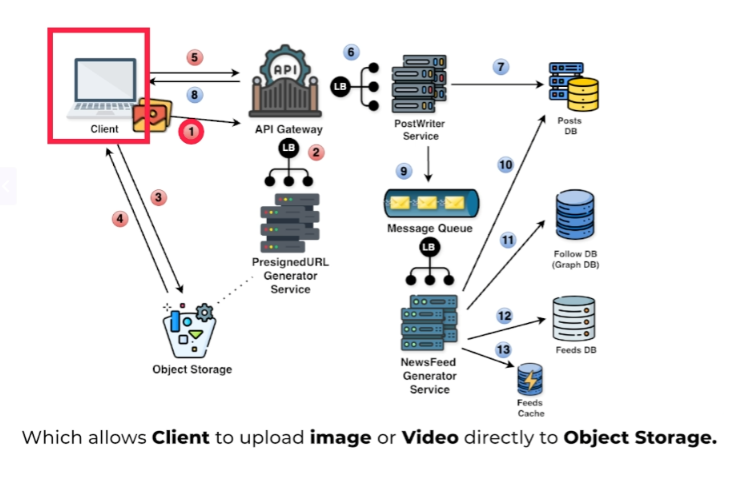 5
6
API
7
8
LB
Client
1
API Gateway
PostWriter
Service
Posts
DB
LB
2
9
10
3
4
Message Queue
11
LB
PresignedURL
Generator
Service
Follow DB
(Graph DB)
12
Object Storage
13
Feeds DB
NewsFeed
Generator
Service
Feeds
Cache
Which allows Client to upload image or Video directly to Object Storage.